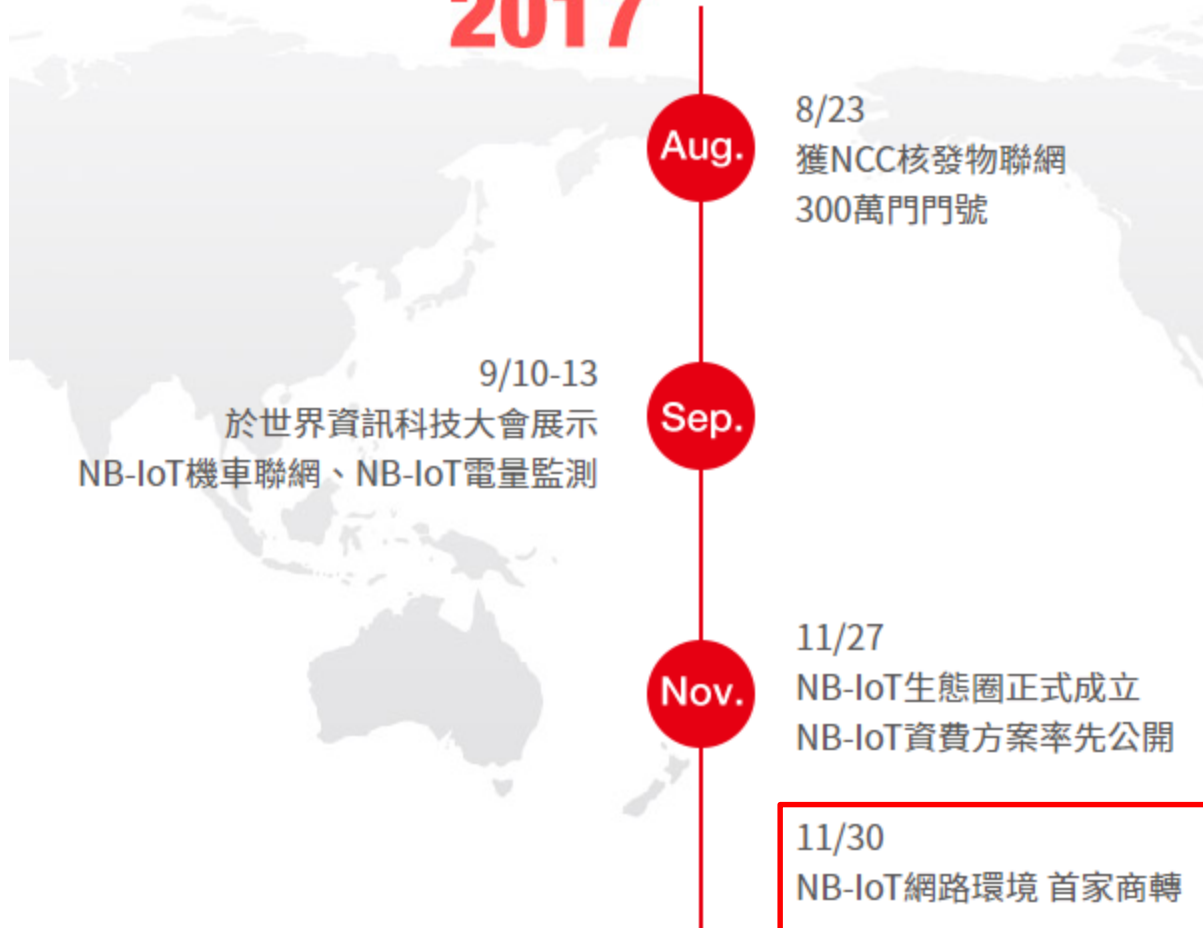 2017
Aug.
8/23
獲NCC核發物聯網
300萬門門號
9/10-13
於世界資訊科技大會展示
NB-IoT機車聯網、NB-IoT電量監測
Sep.
Nov.
11/27
NB-IoT生態圈正式成立
NB-IoT資費方案率先公開
11/30
NB-IoT網路環境 首家商轉